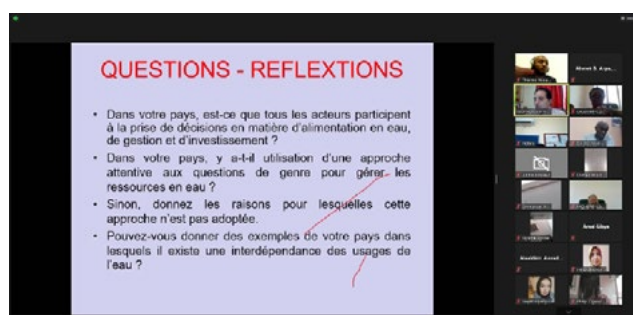 QUESTIONS - REFLEXTIONS
• Dans votre pays, est-ce que tous les acteurs participent
à la prise de décisions en matière d'alimentation en eau,
de gestion et d'investissement ?
• Dans votre pays, y a-t-il utilisation d'une approche
attentive aux questions de genre pour gérer les
ressources en eau ?
• Sinon, donnez les raisons pour lesquelles cette
approche n'est pas adoptée.
• Pouvez-vous donner des exemples de votre pays dans
lesquels il existe une interdépendance des usages de
l'eau ?